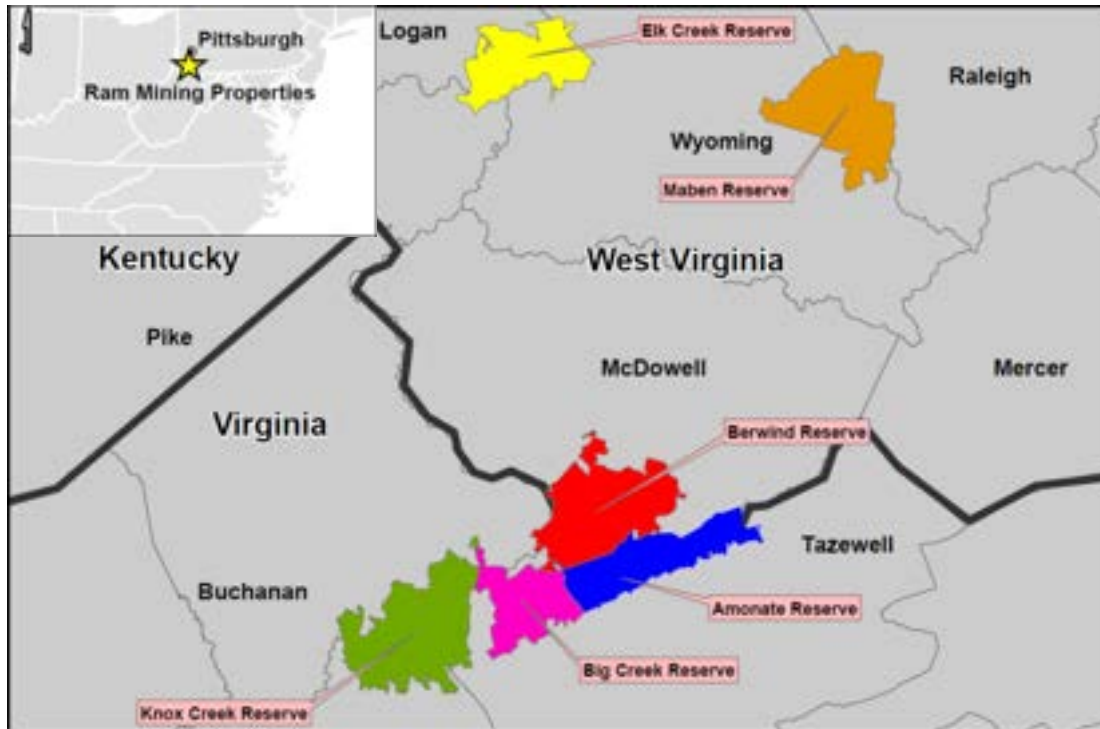 Pittsburgh
Ram Mining Properties
Logan
Elk Creek Reserve
Raleigh
Wyoming
Maben Reserve
Kentucky
West Virginia
Pike
McDowell
Mercer
Virginia
Berwind Reserve
Tazewell
Buchanan
Amonate Reserve
Big Creek Reserve
Knox Creek Reserve